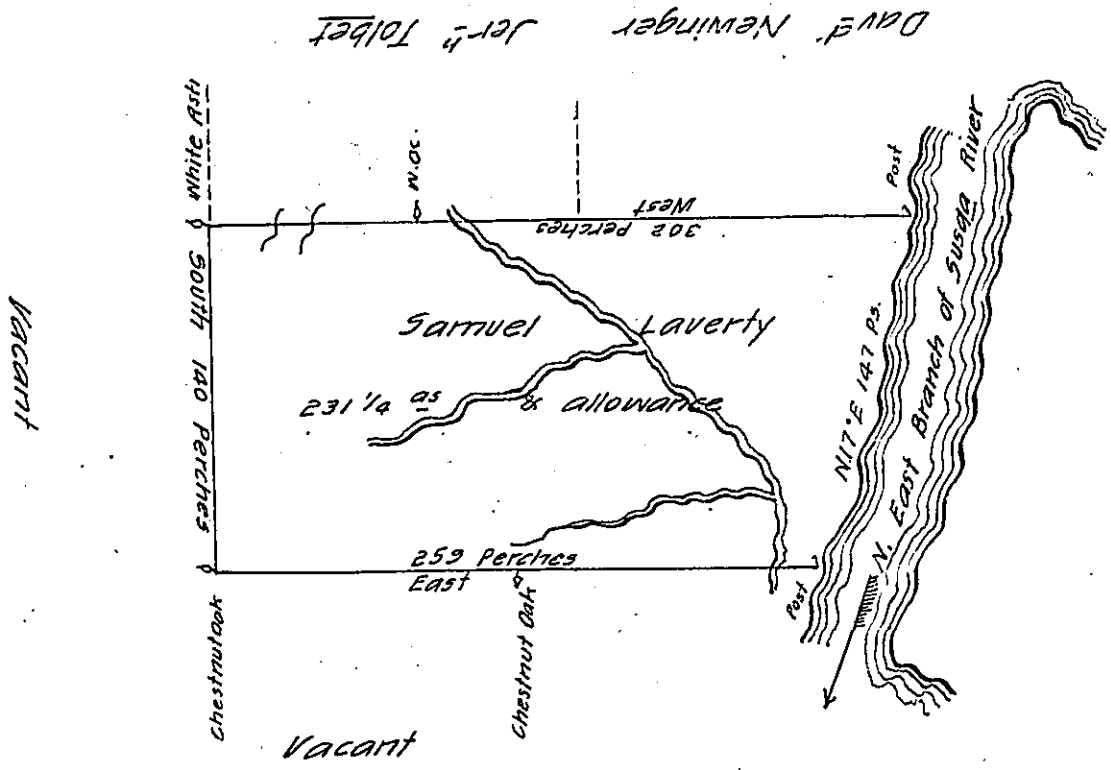 Dav.d Newinger
Jer.h Tolbet
White Ash
W.oc.
Post
West
302 perches
N. East Branch of Susqa River
N.17°E 147 Ps.
Samuel Laverty
231 1/4 as & allowance
South 140 Perches
Vacant
259 Perches
East
Chestnutoak
Chestnut Oak
Post
Vacant